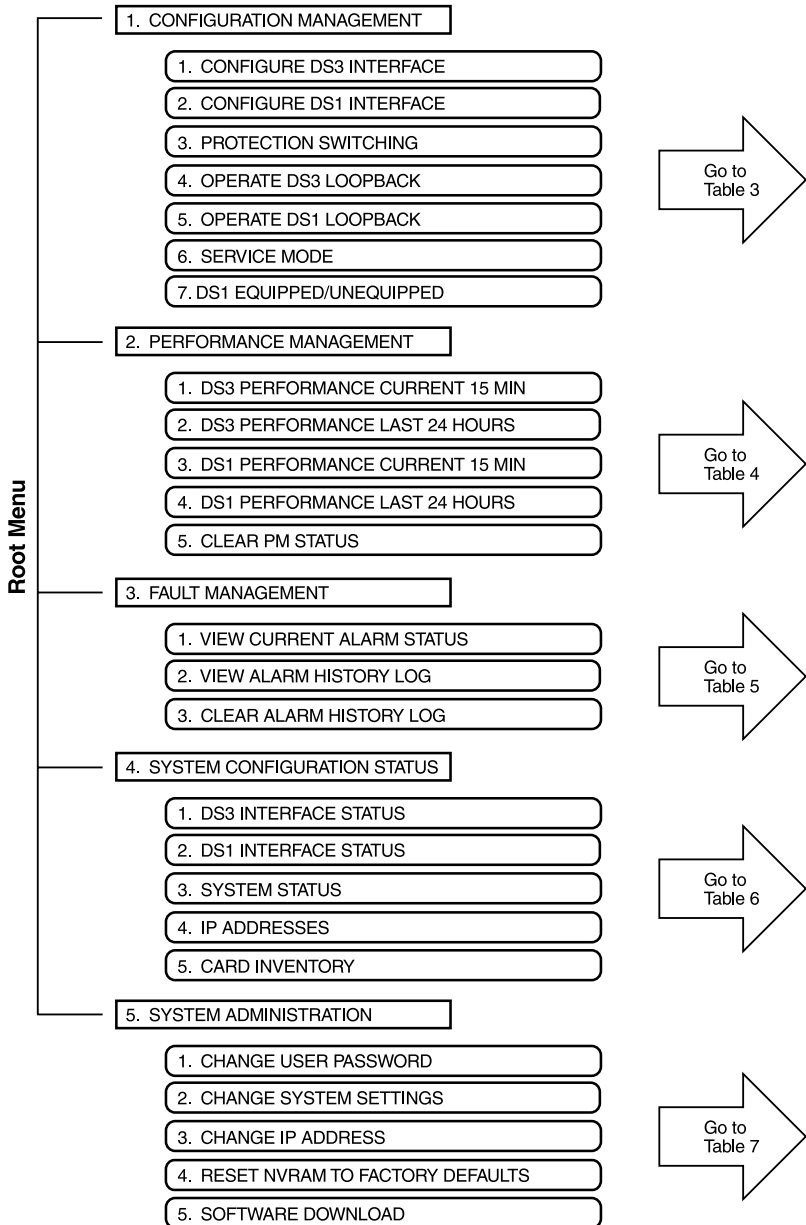 Root Menu
1. CONFIGURATION MANAGEMENT
1. CONFIGURE DS3 INTERFACE
2. CONFIGURE DS1 INTERFACE
3. PROTECTION SWITCHING
4. OPERATE DS3 LOOPBACK
5. OPERATE DS1 LOOPBACK
6. SERVICE MODE
7. DS1 EQUIPPED/UNEQUIPPED
Go to
Table 3
2. PERFORMANCE MANAGEMENT
1. DS3 PERFORMANCE CURRENT 15 MIN
2. DS3 PERFORMANCE LAST 24 HOURS
3. DS1 PERFORMANCE CURRENT 15 MIN
4. DS1 PERFORMANCE LAST 24 HOURS
5. CLEAR PM STATUS
Go to
Table 4
3. FAULT MANAGEMENT
1. VIEW CURRENT ALARM STATUS
2. VIEW ALARM HISTORY LOG
3. CLEAR ALARM HISTORY LOG
Go to
Table 5
4. SYSTEM CONFIGURATION STATUS
1. DS3 INTERFACE STATUS
2. DS1 INTERFACE STATUS
3. SYSTEM STATUS
4. IP ADDRESSES
5. CARD INVENTORY
Go to
Table 6
5. SYSTEM ADMINISTRATION
1. CHANGE USER PASSWORD
2. CHANGE SYSTEM SETTINGS
3. CHANGE IP ADDRESS
4. RESET NVRAM TO FACTORY DEFAULTS
5. SOFTWARE DOWNLOAD
Go to
Table 7